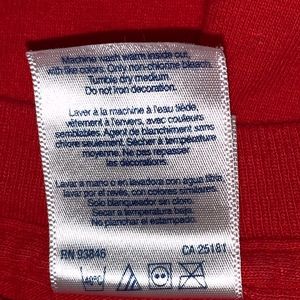 Machine wash warm inside out
with like colors. Only non-chlorine bleach.
Tumble dry medium.
Do not iron decoration.
Laver à la machine à l'eau tiède,
vêtement à l'envers, avec couleurs
semblables. Agent de blanchiment sans
chlore seulement. Sécher à température
moyenne. Ne pas repasser
les décorations.
Lavar a mano o en lavadora con agua tibia
por el revés, con colores similares.
Solo blanqueador sin cloro.
Secar a temperatura baja.
No planchar el estampado.
RN 93846 CA 25181
40°C